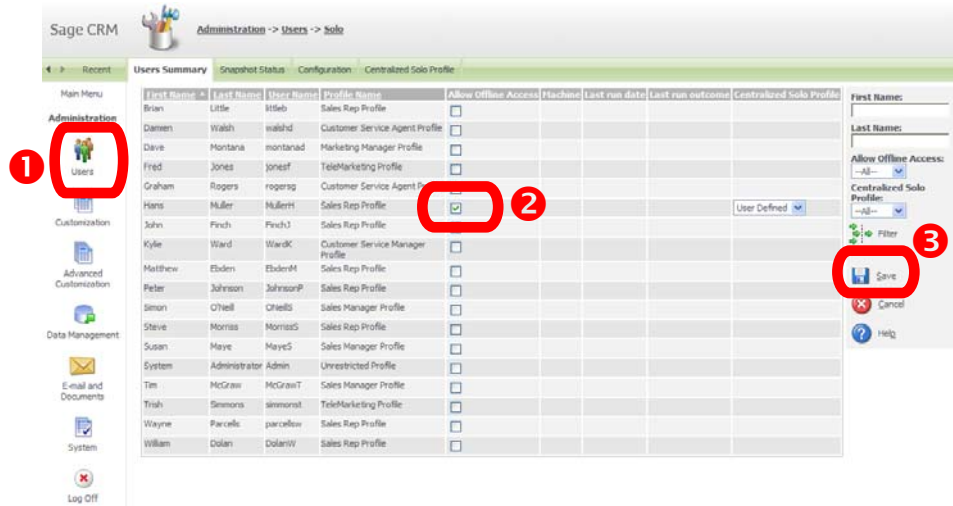 Sage CRM
Administration -> Users -> Solo
Recent Users Summary Snapshot Status Configuration Centralized Solo Profile
Main Menu
Administration
Users
Customization
Advanced
Customization
Data Management
E-mail and
Documents
System
Log Off
First Name Last Name User Name Profile Name Allow Offline Access Machine Last run date Last run outcome Centralized Solo Profile
Brian Little littleb Sales Rep Profile
Damien Walsh walshd Customer Service Agent Profile
Dave Montana montanad Marketing Manager Profile
Fred Jones jonesf TeleMarketing Profile
Graham Rogers rogersg Customer Service Agent
Hans Muller MullerH Sales Rep Profile User Defined
John Finch FinchJ Sales Rep Profile
Kylie Ward WardK Customer Service Manager
Profile
Matthew Ebden EbdenM Sales Rep Profile
Peter Johnson JohnsonP Sales Rep Profile
Simon O'Neill ONeillS Sales Manager Profile
Steve Morriss MorrissS Sales Rep Profile
Susan Maye MayeS Sales Manager Profile
System Administrator Admin Unrestricted Profile
Tim McGraw McGrawT Sales Manager Profile
Trish Simmons simmonst TeleMarketing Profile
Wayne Parcells parcellsw Sales Rep Profile
William Dolan DolanW Sales Rep Profile
First Name:
Last Name:
Allow Offline Access:
--All--
Centralized Solo
Profile:
--All--
Filter
Save
Cancel
Help
1
2
3